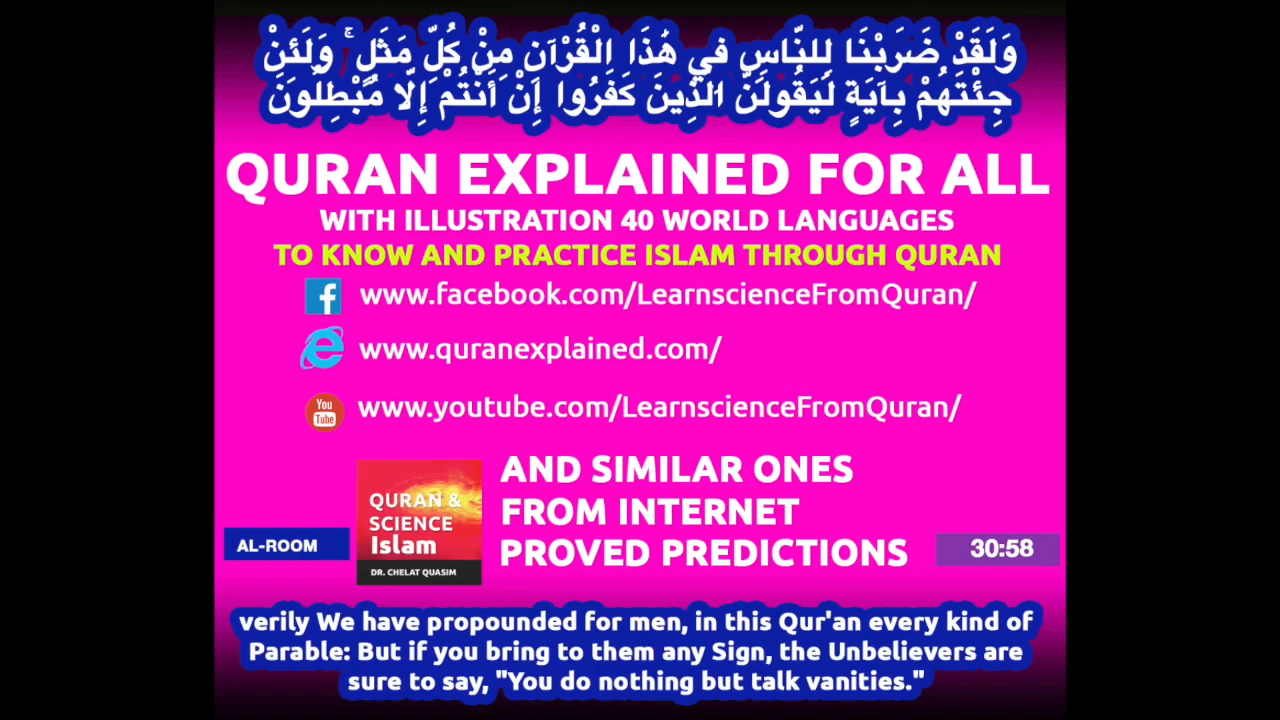 وَلَقَدْ ضَرَبْنَا لِلنَّاسِ فِي هَٰذَا الْقُرْآنِ مِنْ كُلِّ مَثَلٍ ۚ وَلَئِنْ
جِئْتَهُمْ بِآيَةٍ لَيَقُولَنَّ الَّذِينَ كَفَرُوا إِنْ أَنْتُمْ إِلَّا مُبْطِلُونَ
QURAN EXPLAINED FOR ALL
WITH ILLUSTRATION 40 WORLD LANGUAGES
TO KNOW AND PRACTICE ISLAM THROUGH QURAN
f www.facebook.com/LearnscienceFromQuran/
www.quranexplained.com/
You
Tube
www.youtube.com/LearnscienceFromQuran/
AND SIMILAR ONES
FROM INTERNET
PROVED PREDICTIONS
QURAN &
SCIENCE
Islam
DR. CHELAT QUASIM
AL-ROOM
30:58
verily We have propounded for men, in this Qur'an every kind of
Parable: But if you bring to them any Sign, the Unbelievers are
sure to say, "You do nothing but talk vanities."